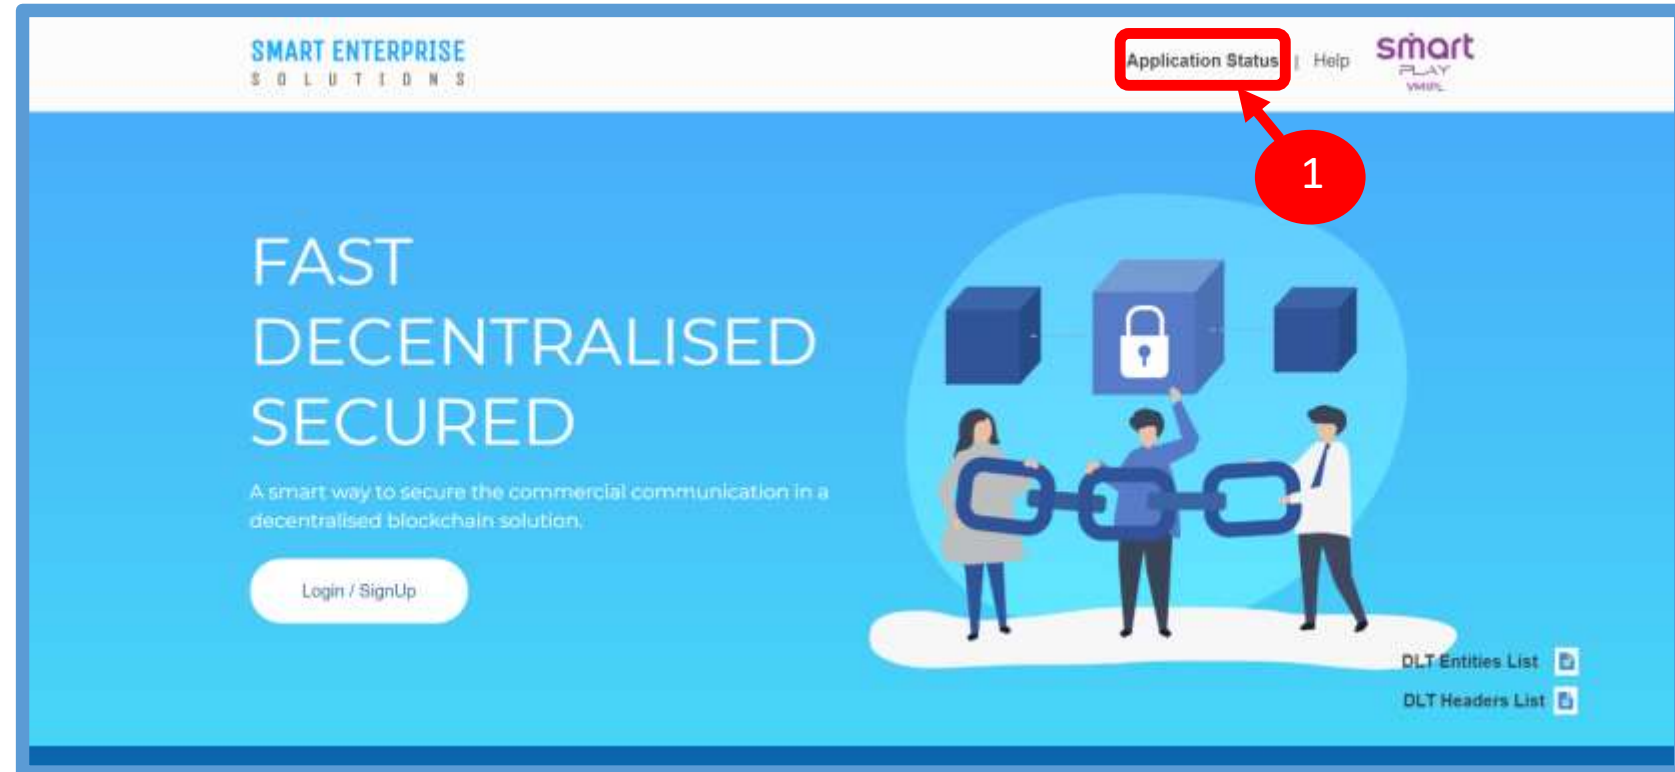 SMART ENTERPRISE
SOLUTIONS
Application Status | Help
smart
PLAY
VMIPL
1
FAST
DECENTRALISED
SECURED
A smart way to secure the commercial communication in a
decentralised blockchain solution.
Login / SignUp
DLT Entities List
DLT Headers List